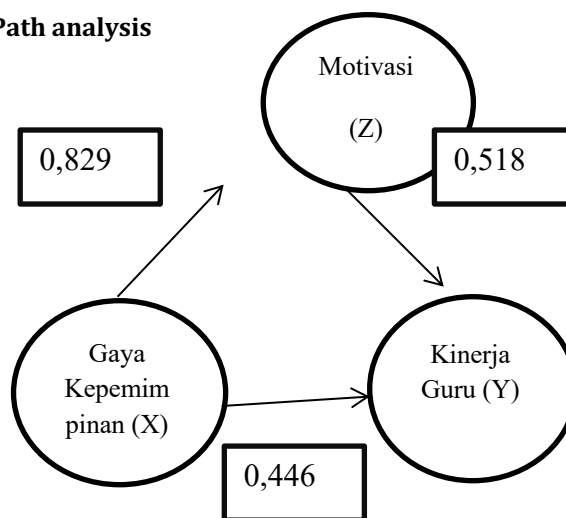 Path analysis
Motivasi
(Z)
0,829
0,518
Gaya
Kepemim
pinan (X)
Kinerja
Guru (Y)
0,446